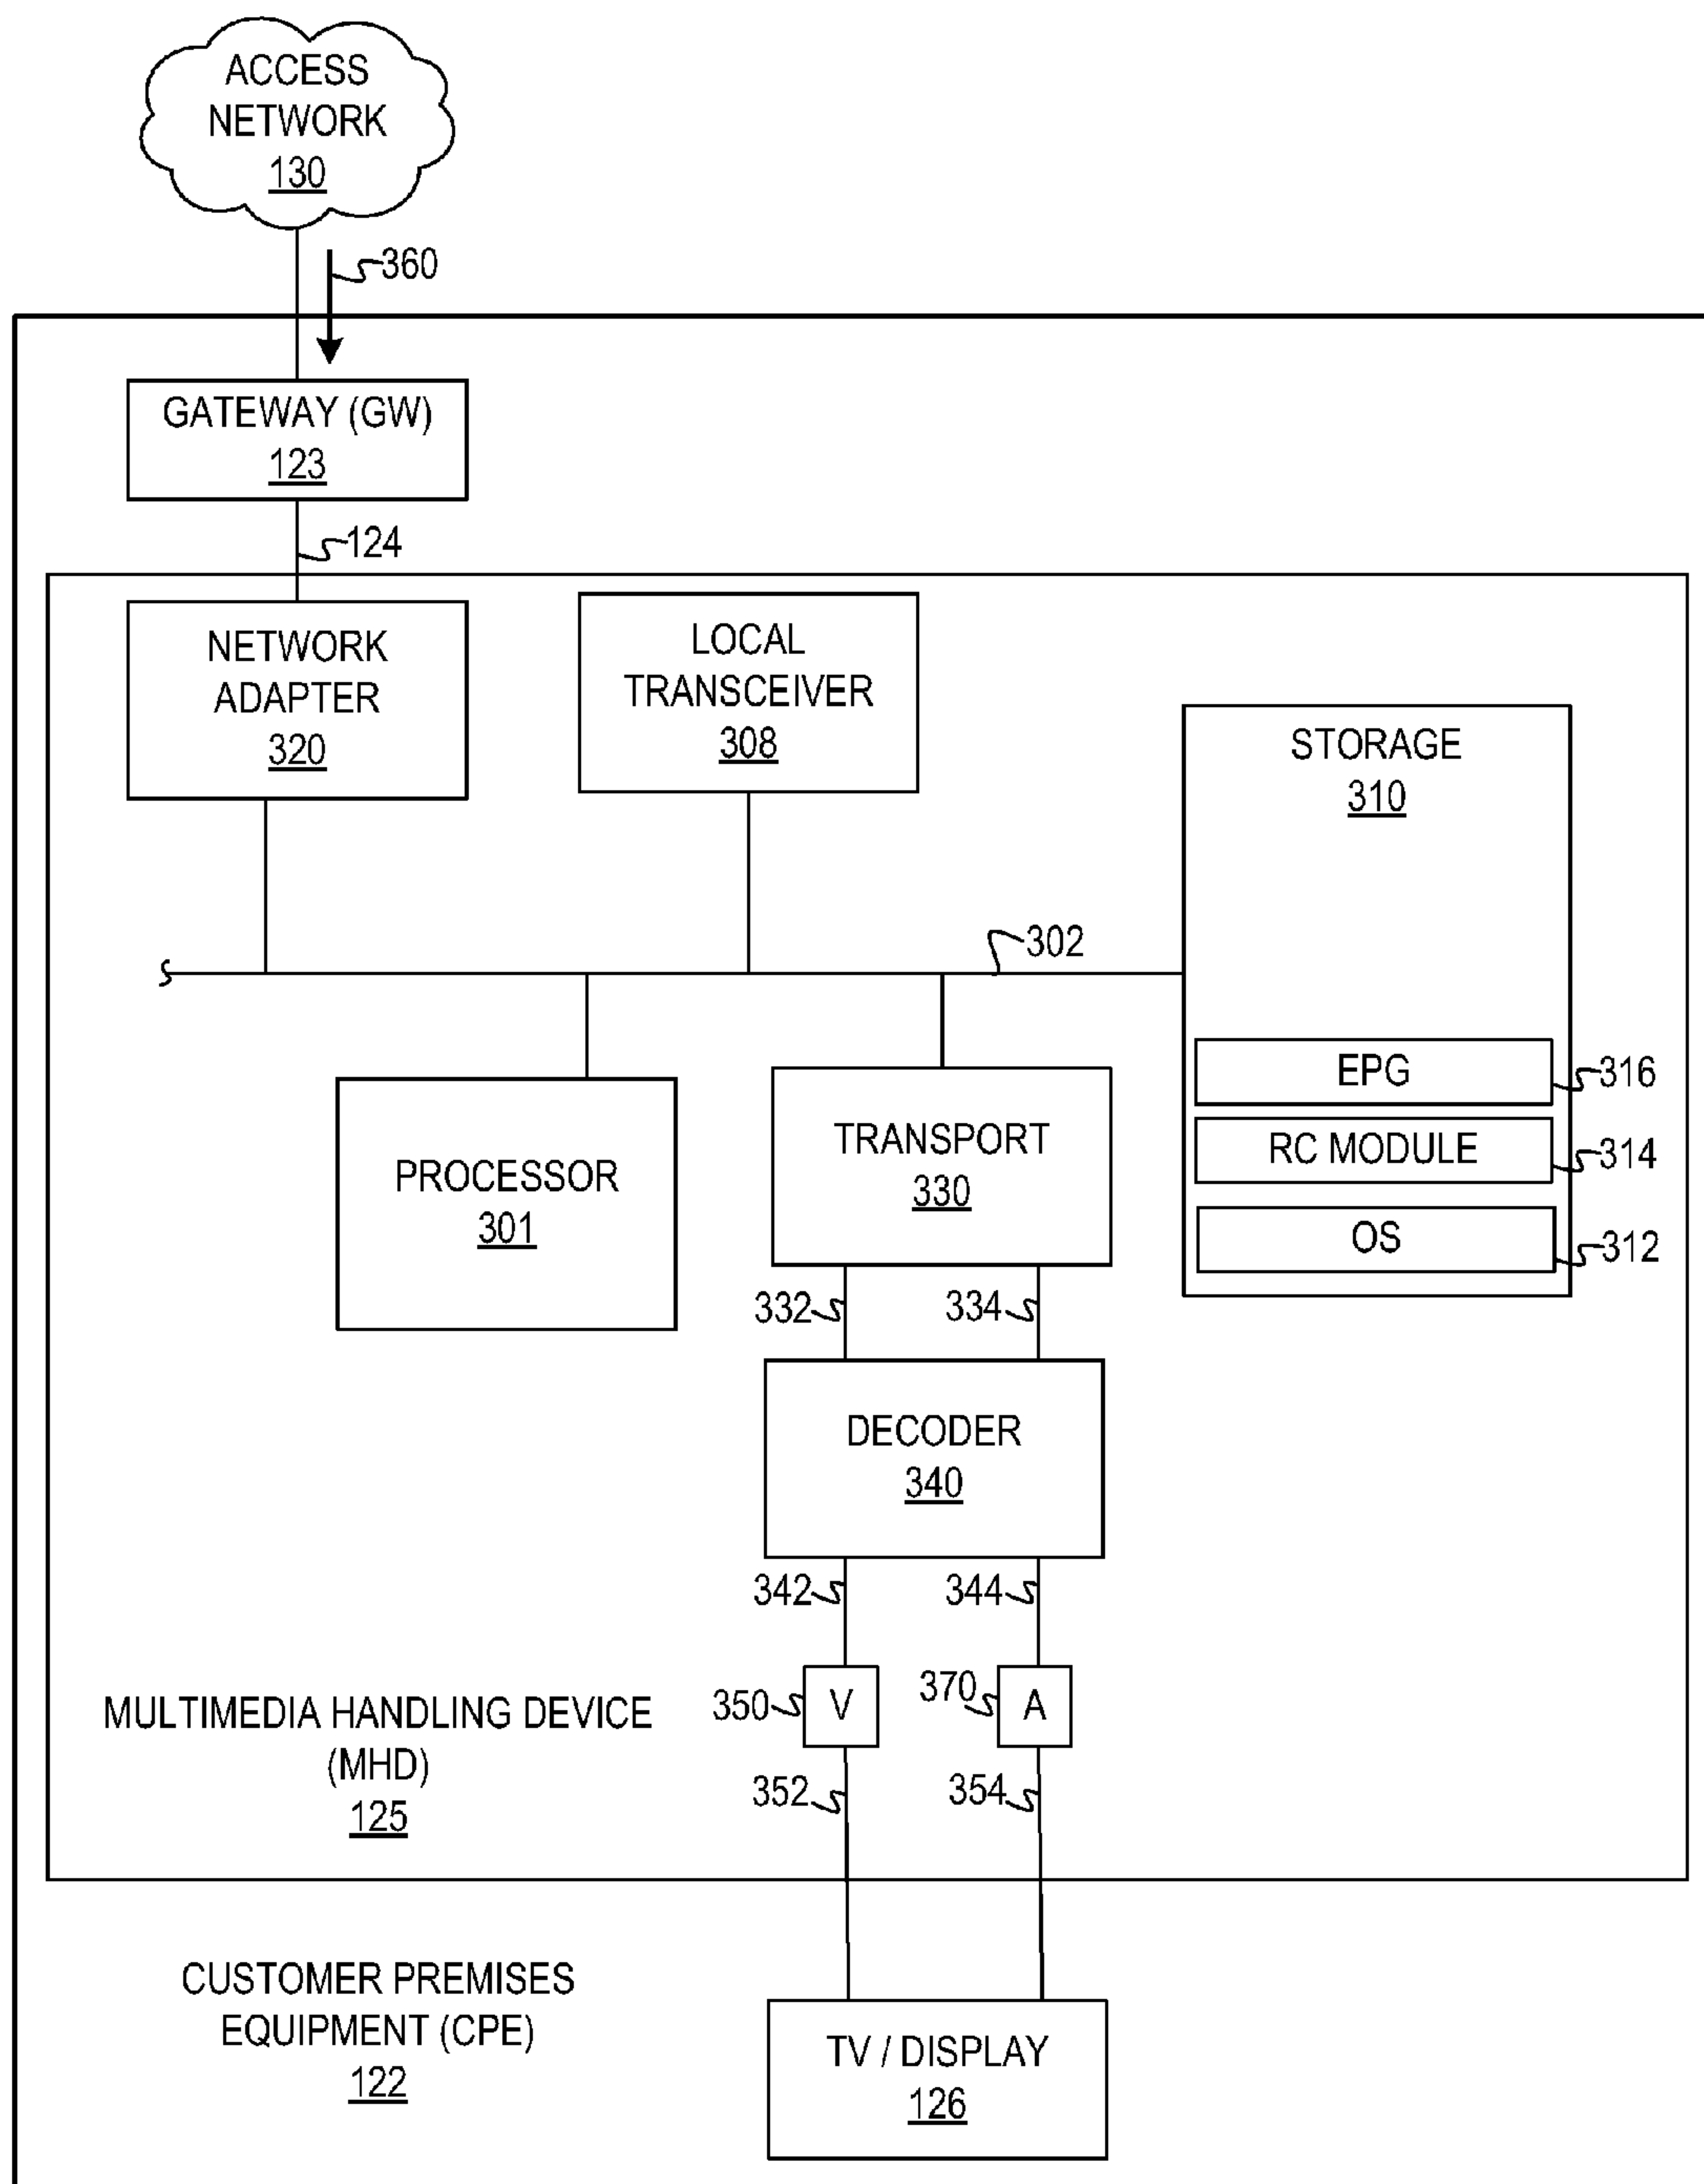 ACCESS
NETWORK
130
360
GATEWAY (GW)
123
124
NETWORK
ADAPTER
320
LOCAL
TRANSCEIVER
308
STORAGE
310
302
EPG
316
RC MODULE
314
OS
312
PROCESSOR
301
TRANSPORT
330
332
334
DECODER
340
342
344
350
V
370
A
352
354
MULTIMEDIA HANDLING DEVICE
(MHD)
125
CUSTOMER PREMISES
EQUIPMENT (CPE)
122
TV / DISPLAY
126